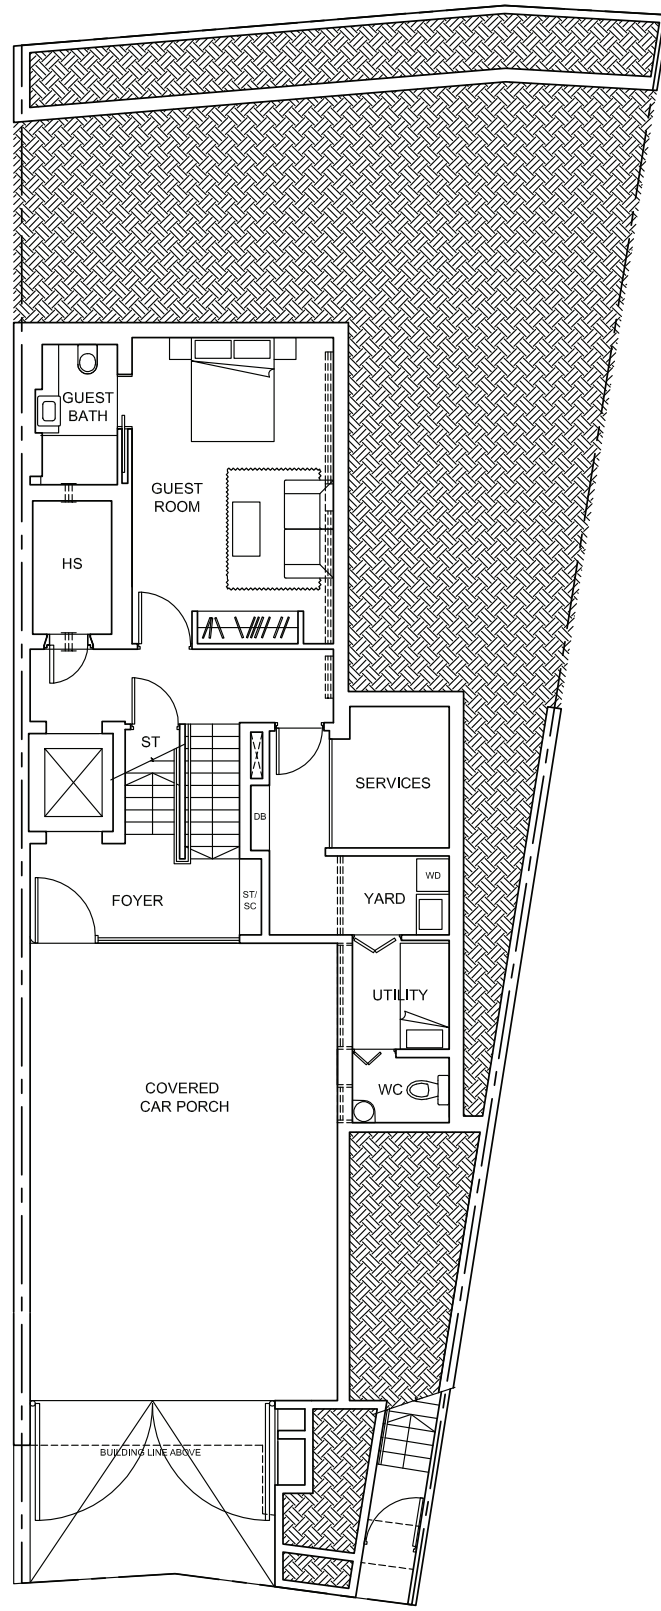 GUEST
BATH
GUEST
ROOM
HS
ST
SERVICES
DB
WD
ST/
SC
FOYER
YARD
UTILITY
COVERED
CAR PORCH
WC
BUILDING LINE ABOVE